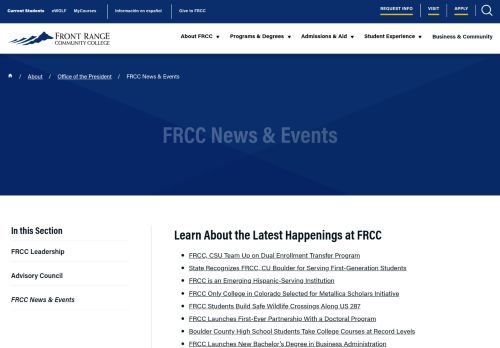 Current Students eWOLF MyCourses Información en español Give to FRCC REQUEST INFO VISIT APPLY
FRONT RANGE
COMMUNITY COLLEGE
About FRCC Programs & Degrees Admissions & Aid Student Experience Business & Community
/ About / Office of the President / FRCC News & Events
FRCC News & Events
In this Section
FRCC Leadership
Advisory Council
FRCC News & Events
Learn About the Latest Happenings at FRCC
FRCC, CSU Team Up on Dual Enrollment Transfer Program
State Recognizes FRCC, CU Boulder for Serving First-Generation Students
FRCC is an Emerging Hispanic-Serving Institution
FRCC Only College in Colorado Selected for Metallica Scholars Initiative
FRCC Students Build Safe Wildlife Crossings Along US 287
FRCC Launches First-Ever Partnership With a Doctoral Program
Boulder County High School Students Take College Courses at Record Levels
FRCC Launches New Bachelor's Degree in Business Administration